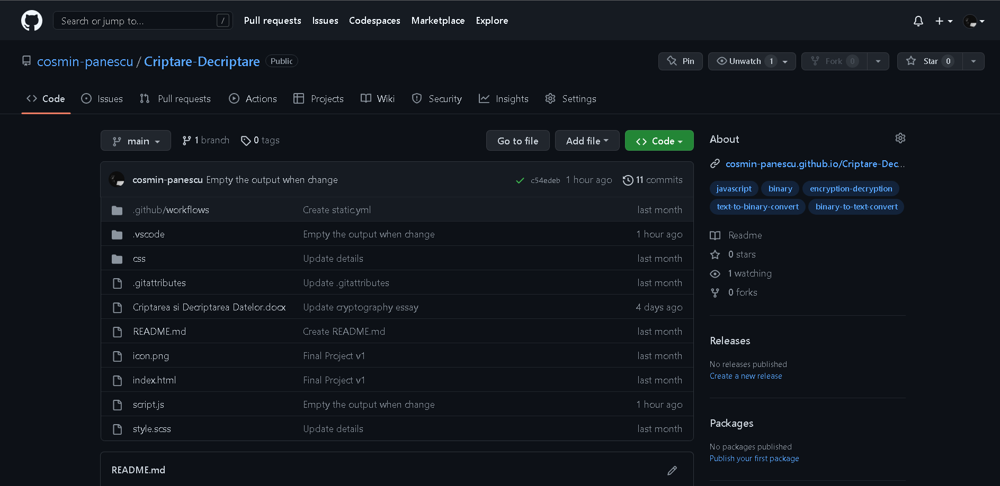 Search or jump to... / Pull requests Issues Codespaces Marketplace Explore
cosmin-panescu / Criptare-Decriptare Public Pin Unwatch 1 Fork 0 Star 0
Code Issues Pull requests Actions Projects Wiki Security Insights Settings
main 1 branch 0 tags Go to file Add file Code
cosmin-panescu Empty the output when change c54edeb 1 hour ago 11 commits
.github/workflows Create static.yml last month
.vscode Empty the output when change 1 hour ago
css Update details last month
.gitattributes Update .gitattributes last month
Criptarea si Decriptarea Datelor.docx Update cryptography essay 4 days ago
README.md Create README.md last month
icon.png Final Project v1 last month
index.html Final Project v1 last month
script.js Empty the output when change 1 hour ago
style.scss Update details last month
README.md
About
cosmin-panescu.github.io/Criptare-Dec...
javascript binary encryption-decryption
text-to-binary-convert binary-to-text-convert
Readme
0 stars
1 watching
0 forks
Releases
No releases published
Create a new release
Packages
No packages published
Publish your first package